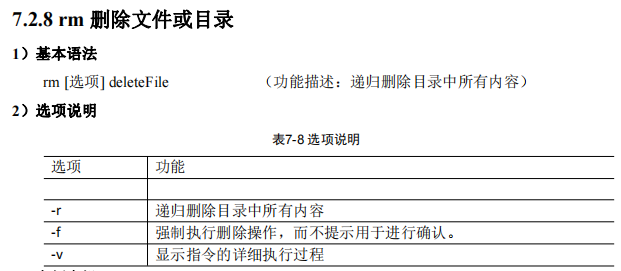 7.2.8 rm 删除文件或目录
1）基本语法
rm [选项] deleteFile （功能描述：递归删除目录中所有内容）
2）选项说明
表7-8 选项说明
选项 功能
-r 递归删除目录中所有内容
-f 强制执行删除操作，而不提示用于进行确认。
-v 显示指令的详细执行过程